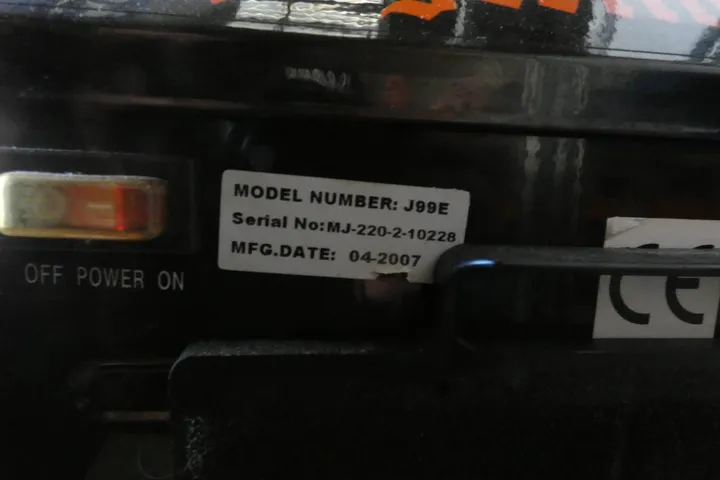 MODEL NUMBER: J99E
Serial No:MJ-220-2-10228
MFG.DATE: 04-2007
OFF POWER ON
CE